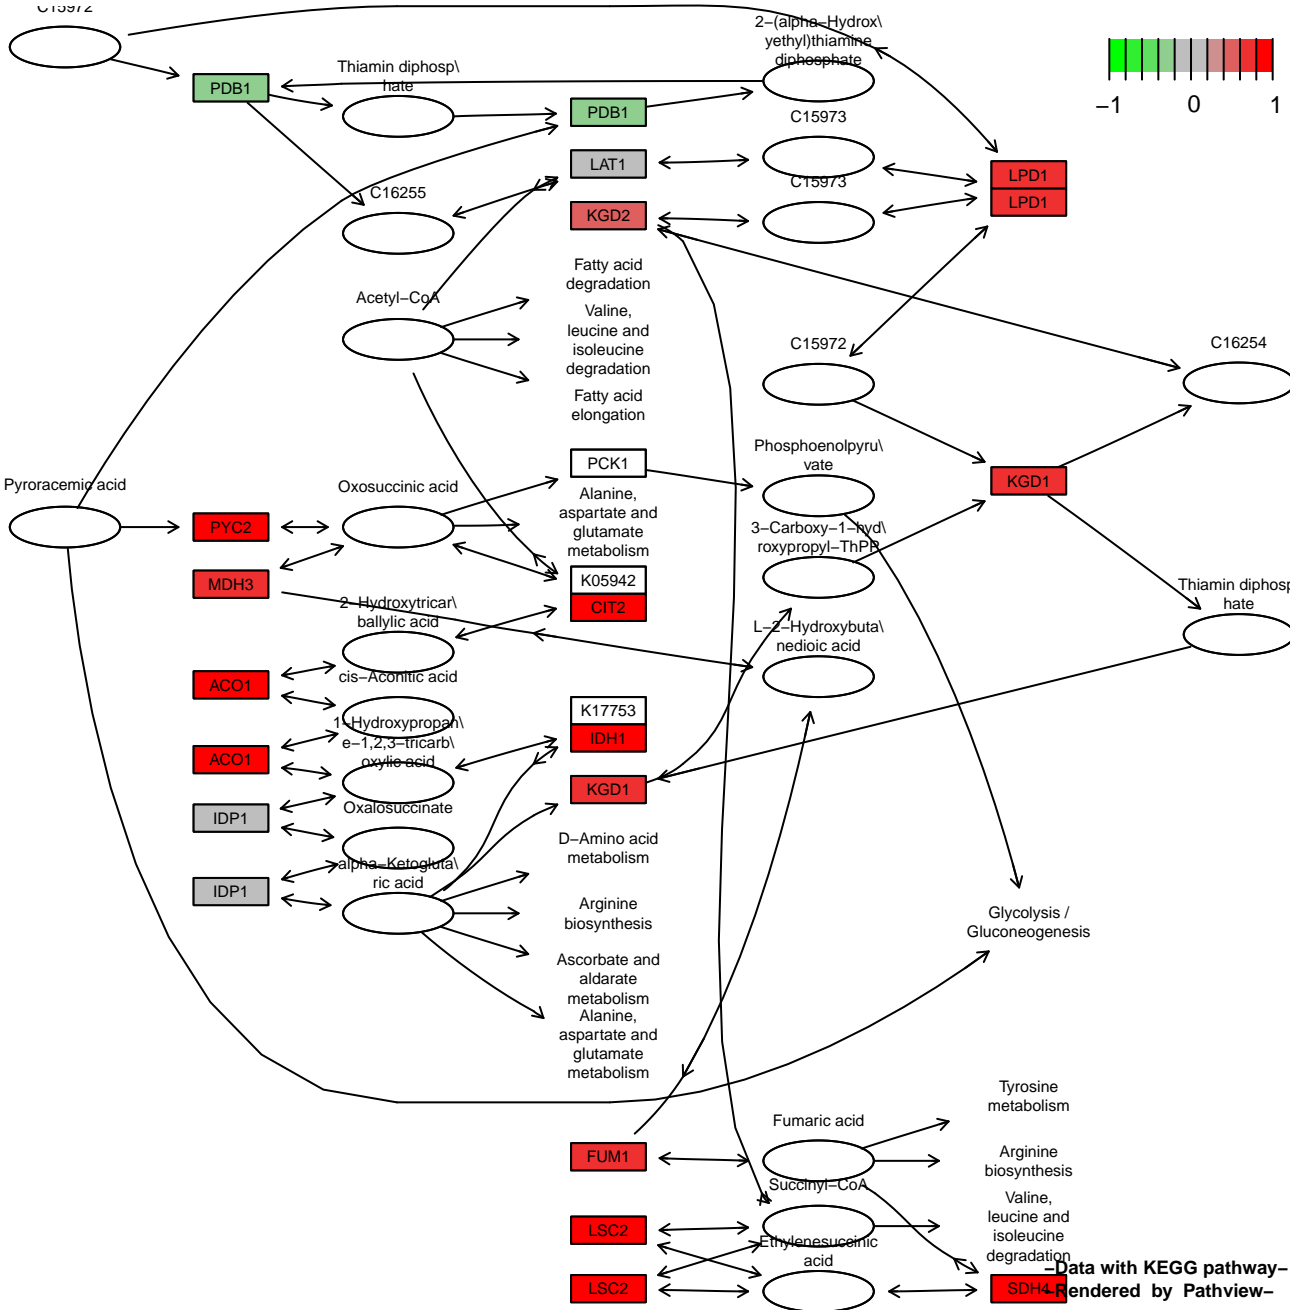 C15972
2−(alpha−Hydrox\
yethyl)thiamine
diphosphate
−1
0
1
PDB1
Thiamin diphosp\
hate
PDB1
C15973
LAT1
C15973
LPD1
LPD1
C16255
KGD2
Fatty acid
degradation
Acetyl−CoA
Valine,
leucine and
isoleucine
degradation
C15972
C16254
Fatty acid
elongation
PCK1
Phosphoenolpyru\
vate
KGD1
Pyroracemic acid
Oxosuccinic acid
Alanine,
aspartate and
glutamate
metabolism
PYC2
3−Carboxy−1−hyd\
roxypropyl−ThPP
MDH3
K05942
CIT2
Thiamin diphosp
hate
2−Hydroxytricar\
ballylic acid
L−2−Hydroxybuta\
nedioic acid
ACO1
cis−Aconitic acid
K17753
IDH1
1−Hydroxypropan\
e−1,2,3−tricarb\
oxylic acid
ACO1
KGD1
IDP1
Oxalosuccinate
D−Amino acid
metabolism
alpha−Ketogluta\
ric acid
IDP1
Arginine
biosynthesis
Glycolysis /
Gluconeogenesis
Ascorbate and
aldarate
metabolism
Alanine,
aspartate and
glutamate
metabolism
Tyrosine
metabolism
Fumaric acid
FUM1
Arginine
biosynthesis
Succinyl−CoA
Valine,
leucine and
isoleucine
degradation
LSC2
Ethylenesuccinic
acid
LSC2
SDH4
−Data with KEGG pathway−
−Rendered by Pathview−